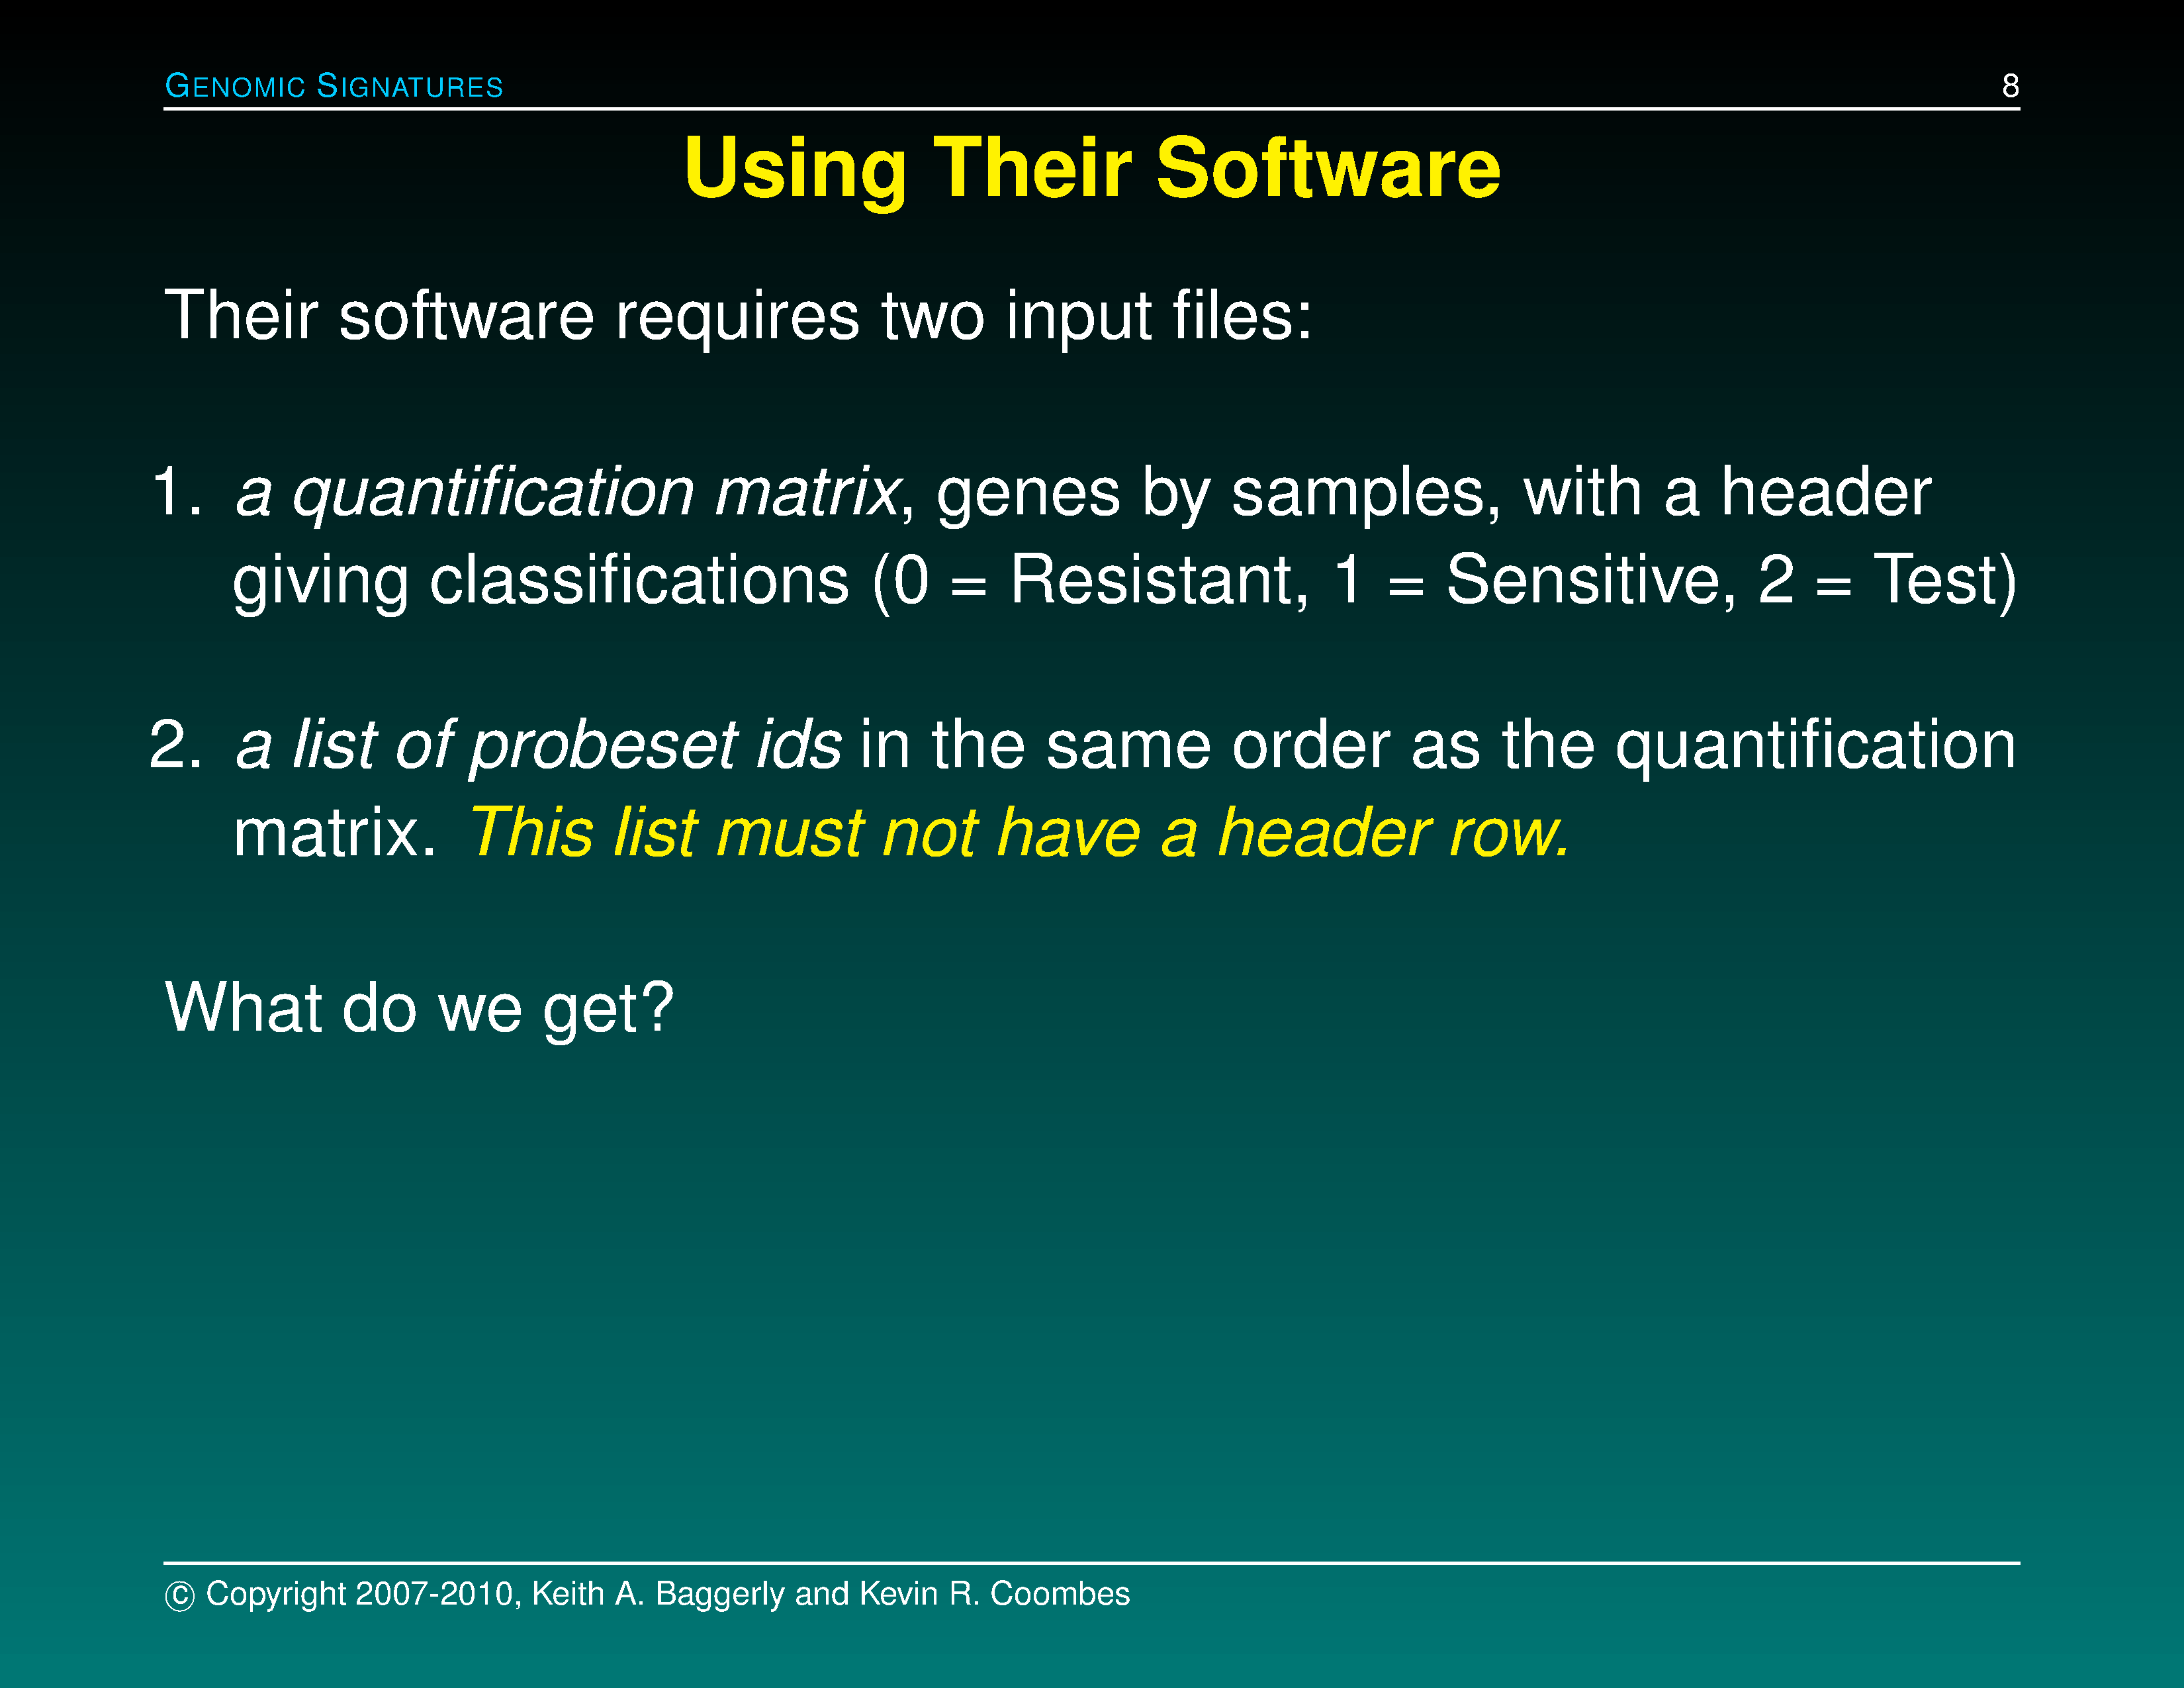 GENOMIC SIGNATURES 8
Using Their Software
Their software requires two input files:
1. a quantification matrix, genes by samples, with a header
giving classifications (0 = Resistant, 1 = Sensitive, 2 = Test)
2. a list of probeset ids in the same order as the quantification
matrix. This list must not have a header row.
What do we get?
© Copyright 2007-2010, Keith A. Baggerly and Kevin R. Coombes